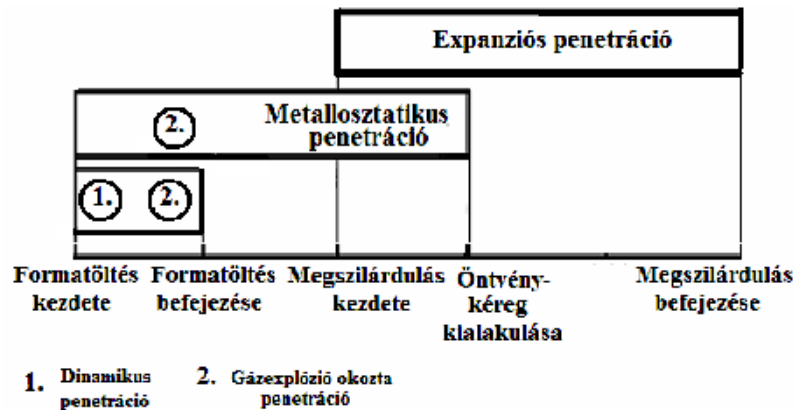 Expanziós penetráció
2.
Metallosztatikus
penetráció
1.
2.
Formatöltés
kezdete
Formatöltés
befejezése
Megszilárdulás
kezdete
Öntvény-
kéreg
kialakulása
Megszilárdulás
befejezése
1. Dinamikus
penetráció
2. Gázexplózió okozta
penetráció